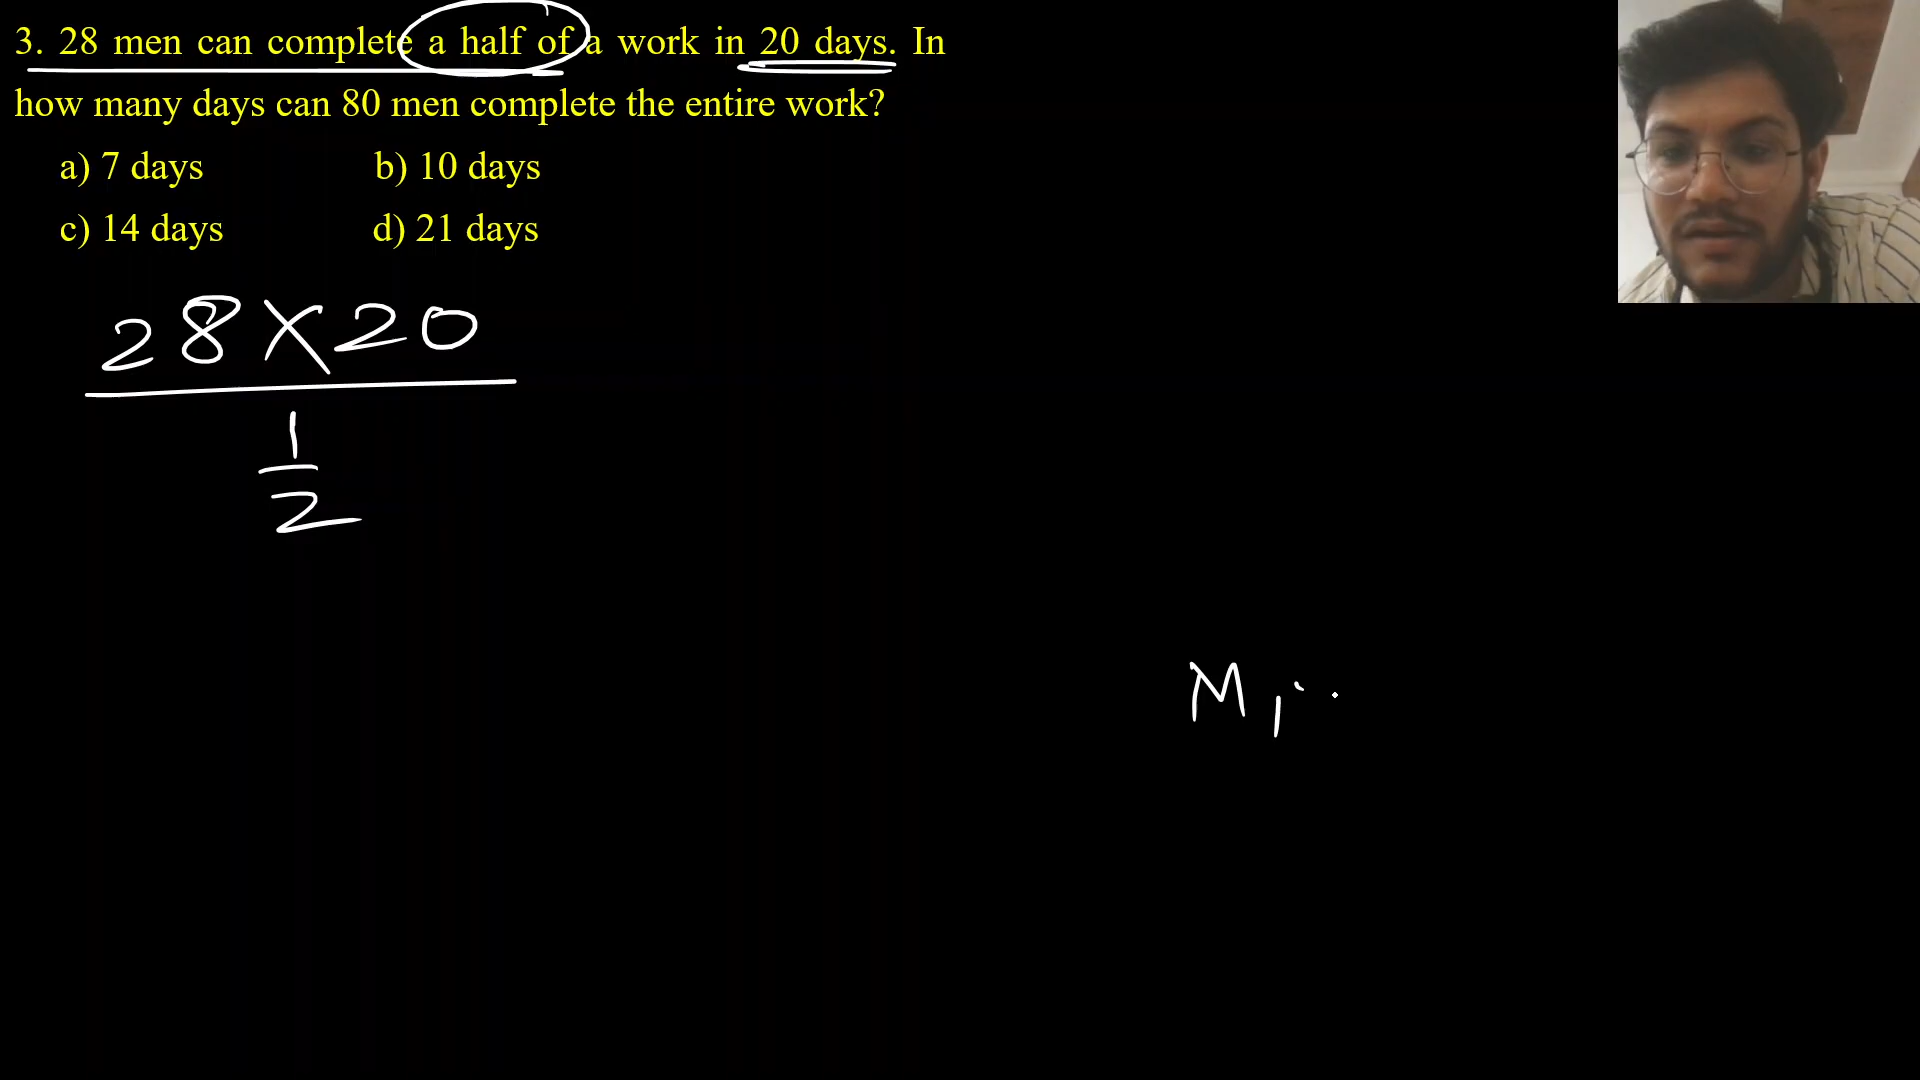 3. 28 men can complete a half of a work in 20 days. In
how many days can 80 men complete the entire work?
a) 7 days b) 10 days
c) 14 days d) 21 days
28 X 20
1
2
M1